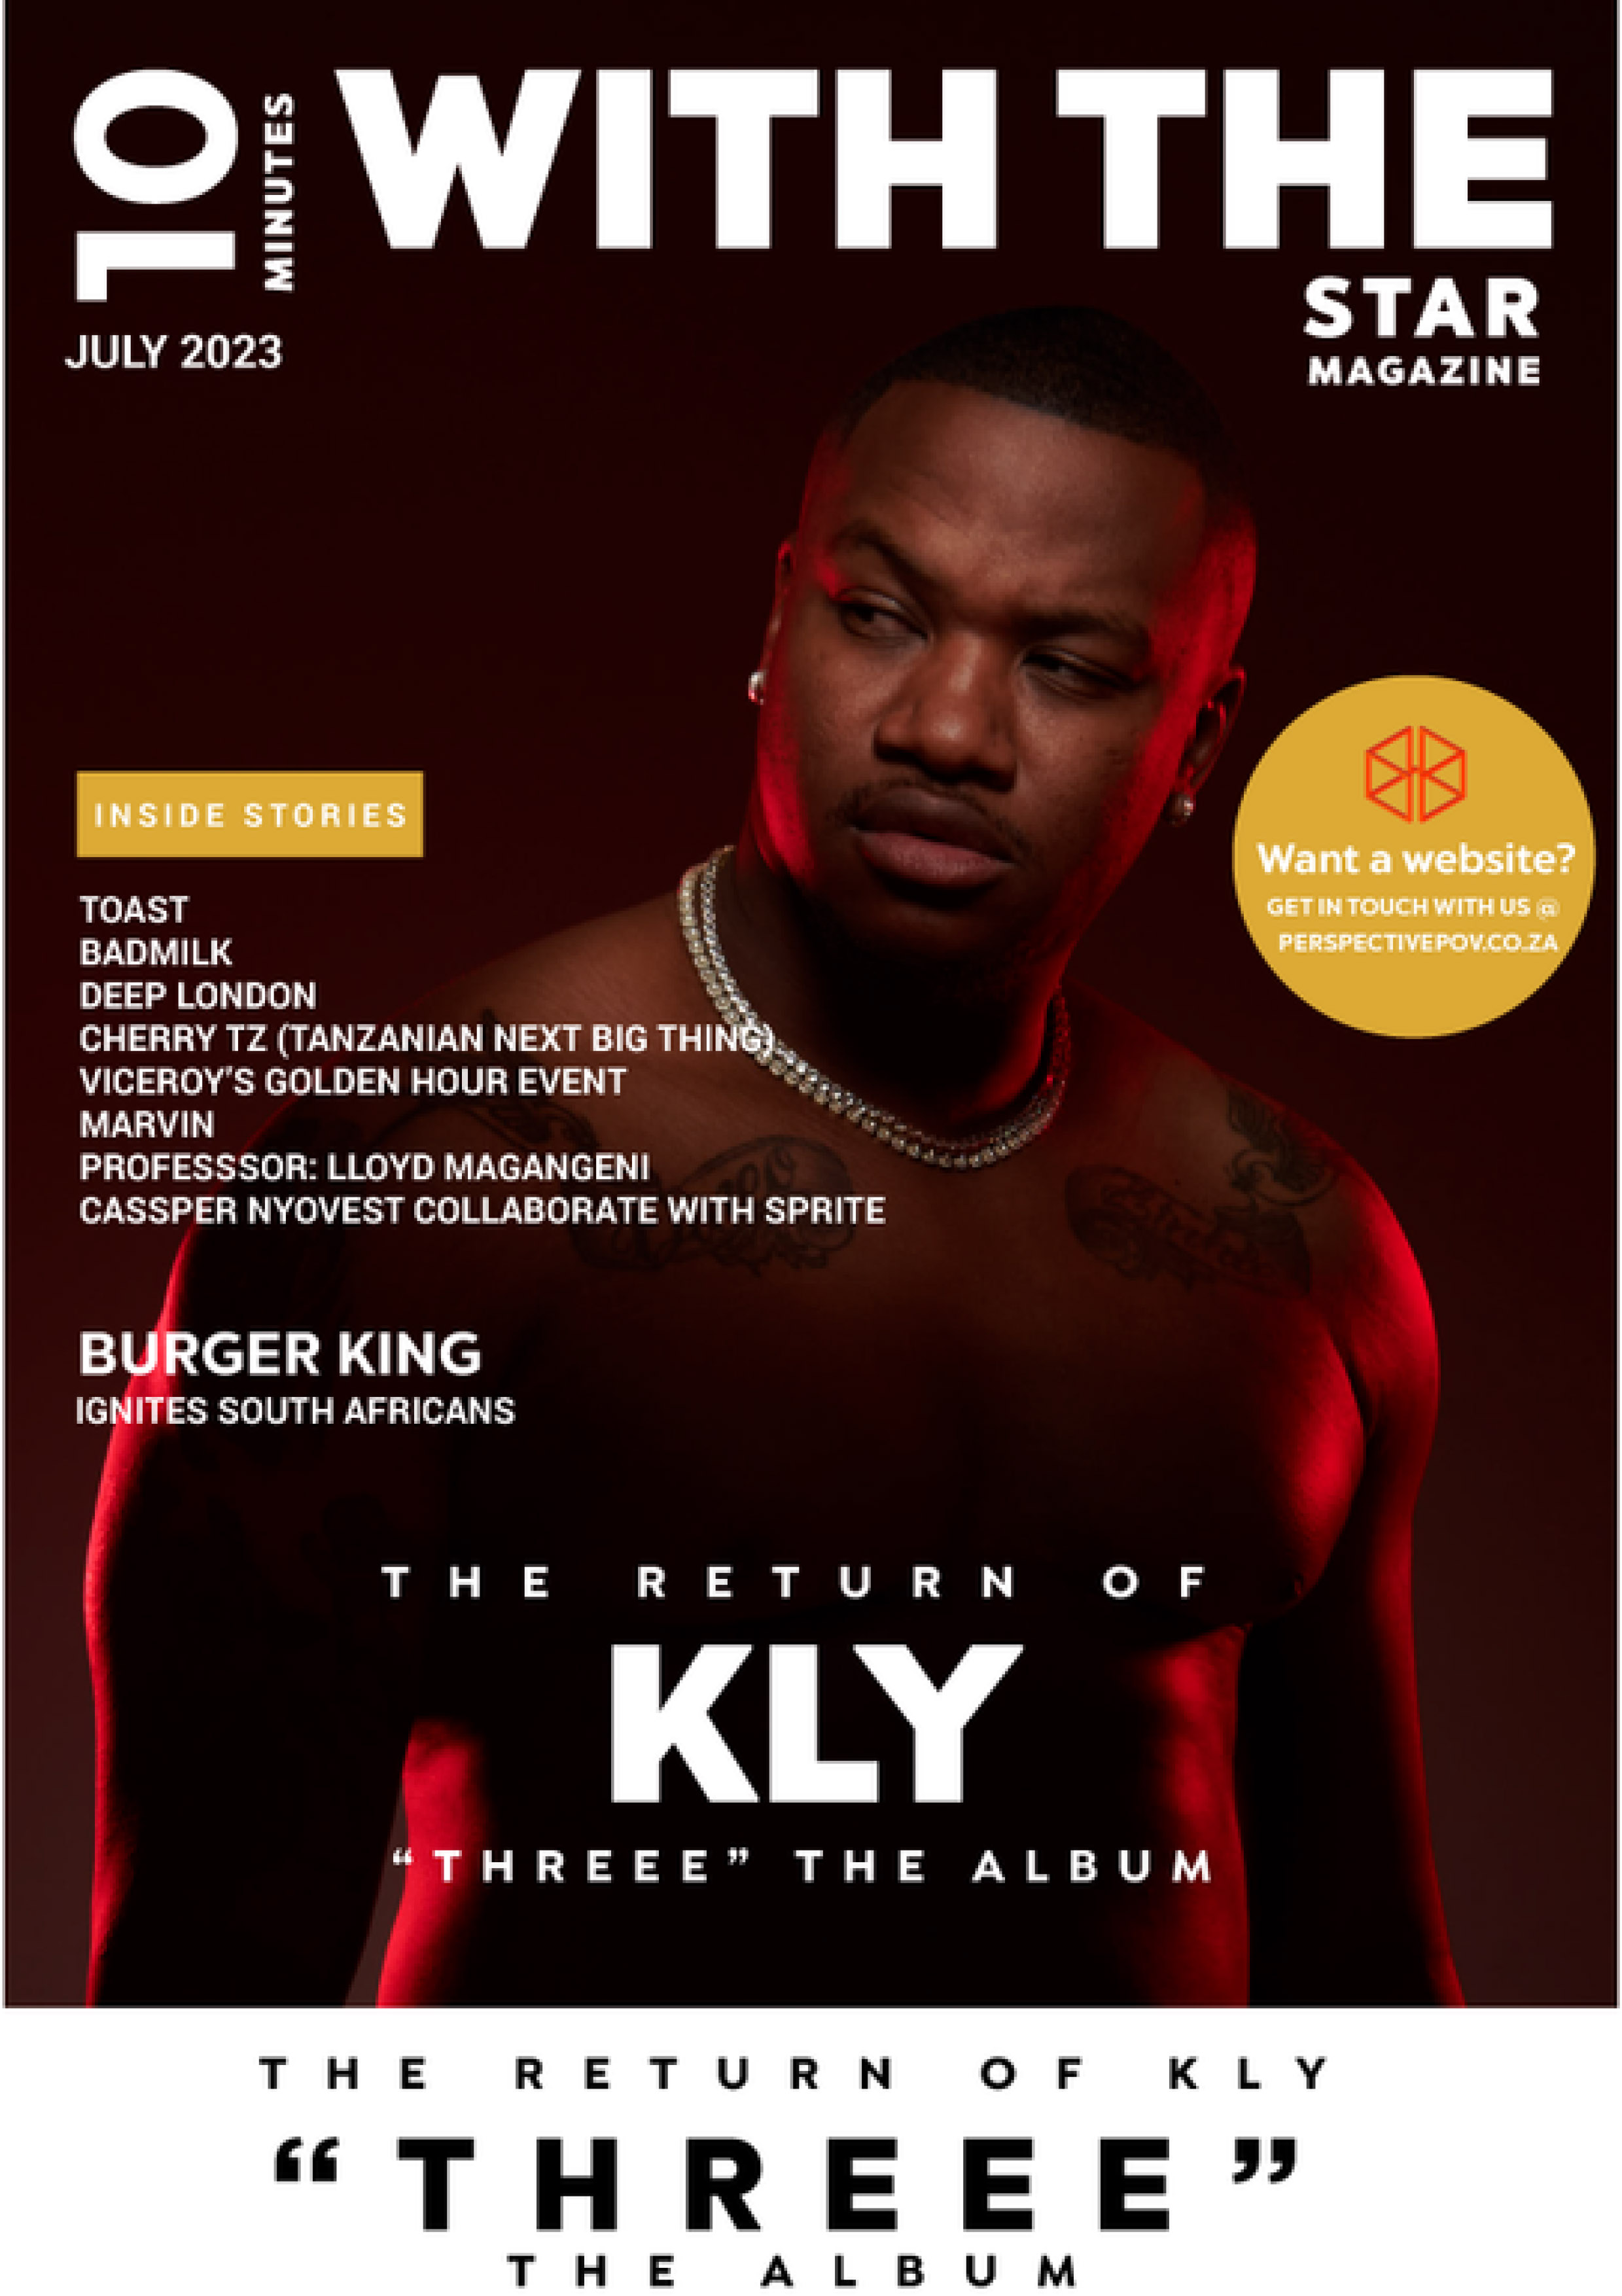 10 MINUTES WITH THE
STAR
MAGAZINE
JULY 2023
INSIDE STORIES
TOAST
BADMILK
DEEP LONDON
CHERRY TZ (TANZANIAN NEXT BIG THING)
VICEROY'S GOLDEN HOUR EVENT
MARVIN
PROFESSSOR: LLOYD MAGANGENI
CASSPER NYOVEST COLLABORATE WITH SPRITE
Want a website?
GET IN TOUCH WITH US @
PERSPECTIVEPOV.CO.ZA
BURGER KING
IGNITES SOUTH AFRICANS
THE RETURN OF
KLY
“THREEE” THE ALBUM
THE RETURN OF KLY
“THREEE”
THE ALBUM